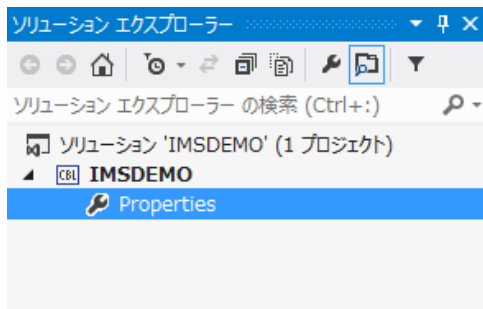 ソリューション エクスプローラー
ソリューション エクスプローラー の検索 (Ctrl+:)
ソリューション 'IMSDEMO' (1 プロジェクト)
CBL IMSDEMO
Properties